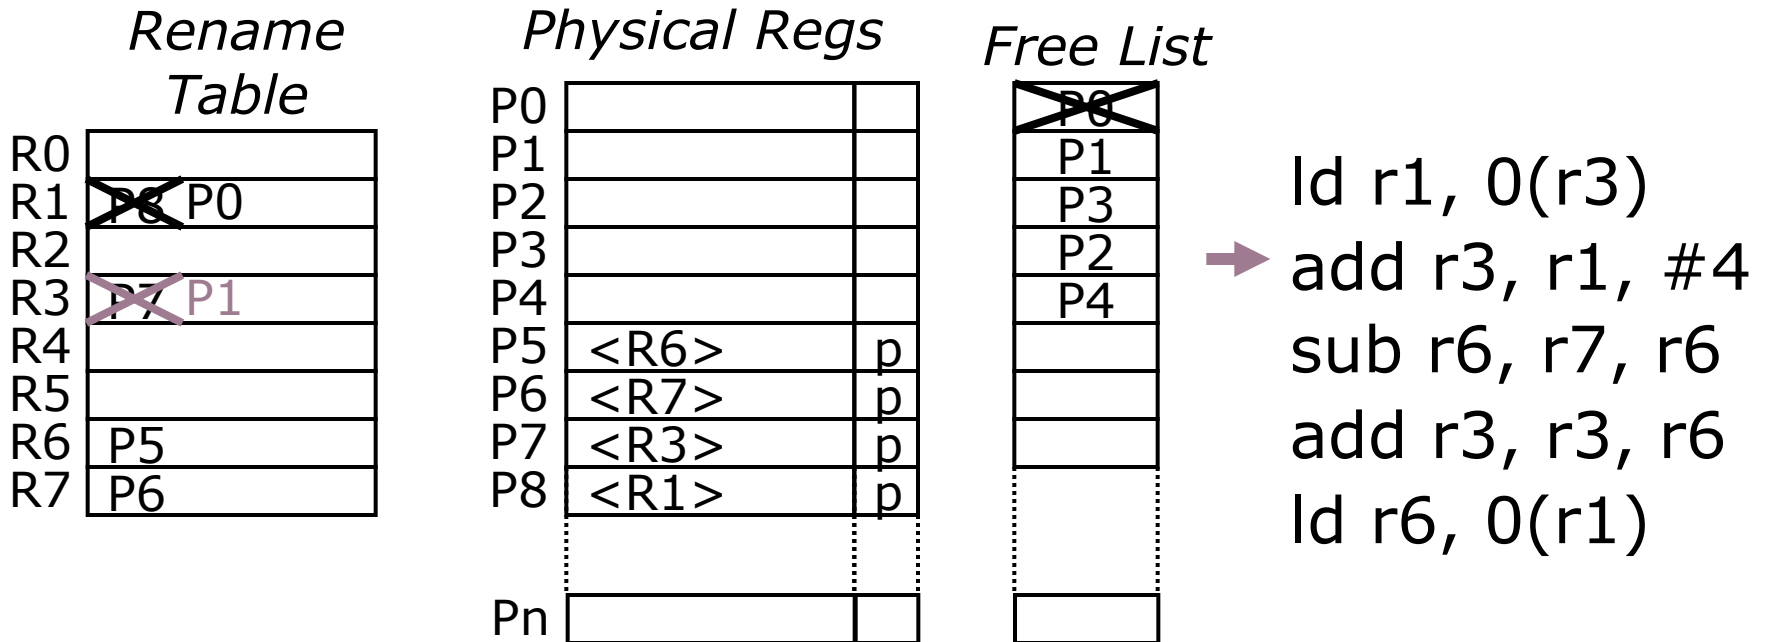 Rename
Table
R0
R1 P8 P0
R2
R3 P7 P1
R4
R5
R6 P5
R7 P6
Physical Regs
P0
P1
P2
P3
P4
P5 <R6> p
P6 <R7> p
P7 <R3> p
P8 <R1> p
Pn
Free List
P0
P1
P3
P2
P4
ld r1, 0(r3)
add r3, r1, #4
sub r6, r7, r6
add r3, r3, r6
ld r6, 0(r1)